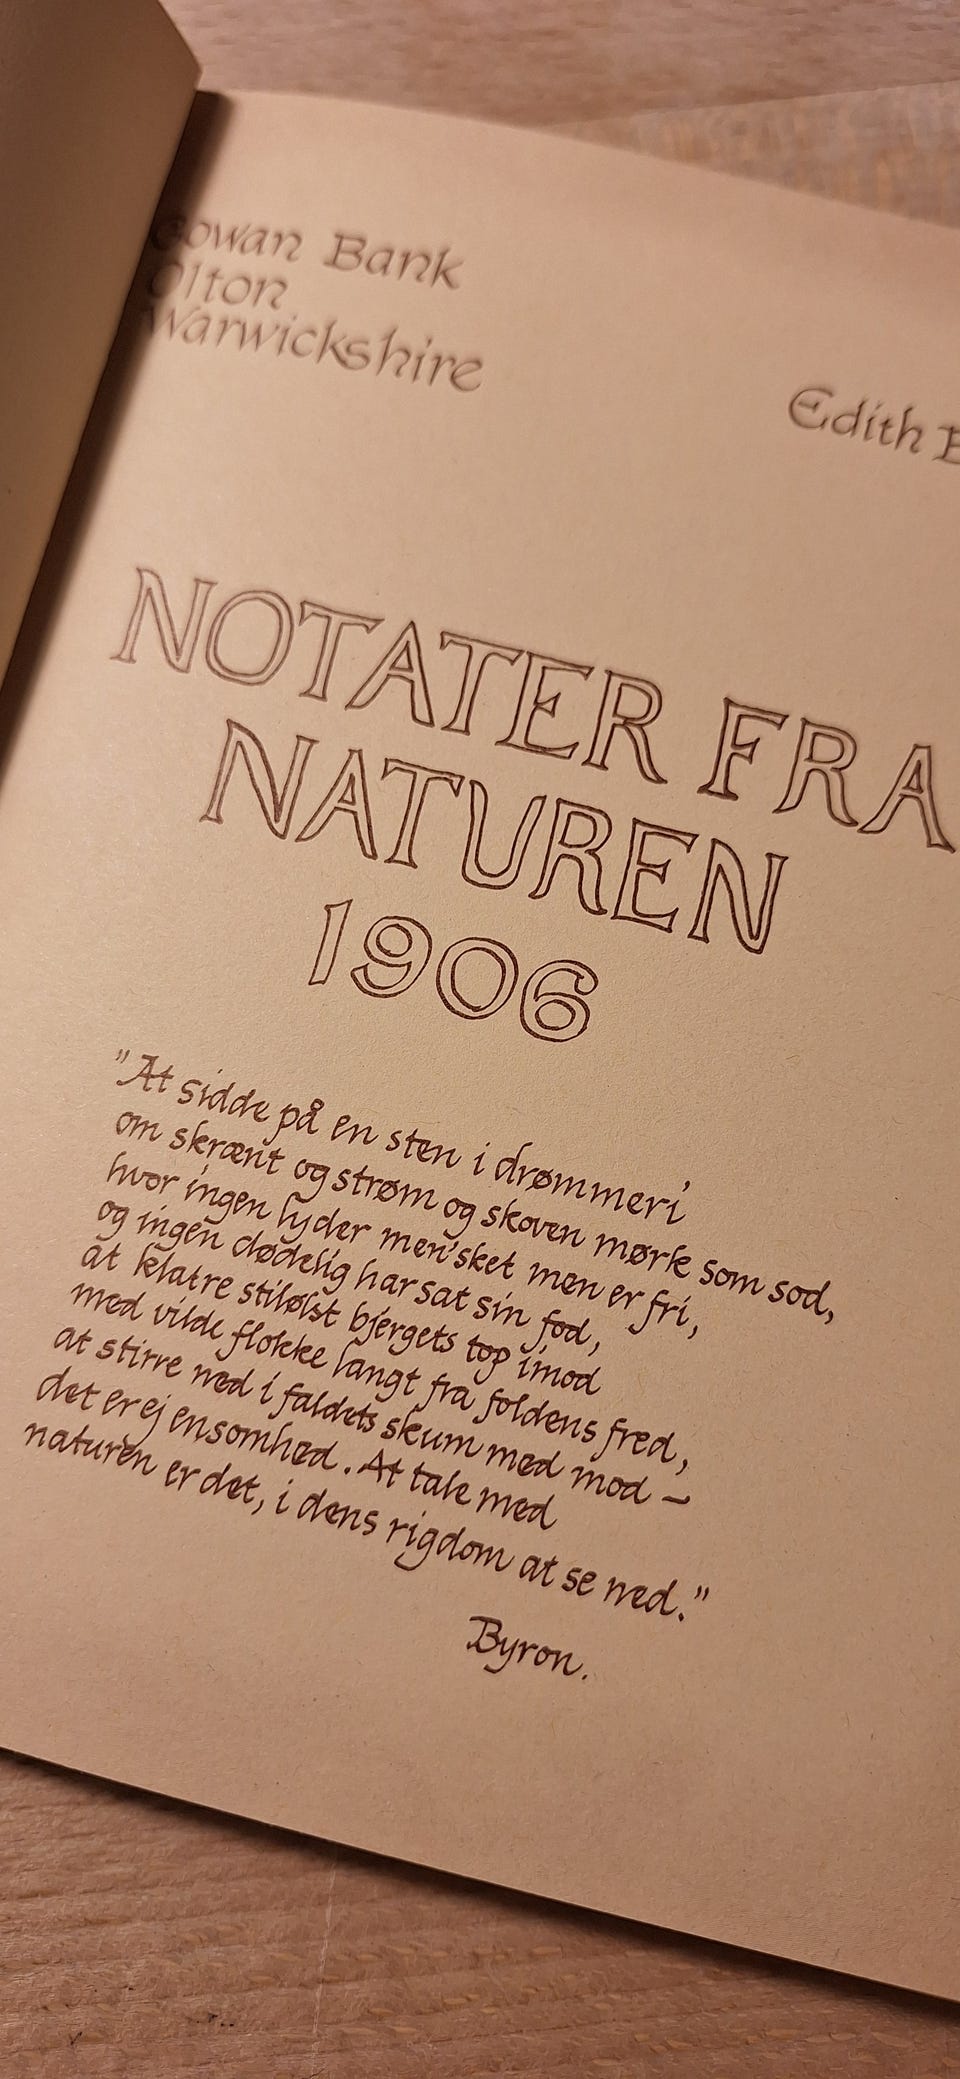 Gowan Bank
Olton
Warwickshire
Edith
NOTATER FRA
NATUREN
1906
"At sidde på en sten i drømmeri
om skrænt og strøm og skoven mørk som sod,
hvor ingen lyder men'sket men er fri,
og ingen dødelig har sat sin fod,
at klatre stiløst bjergets top imod
med vilde flokke langt fra foldens fred,
at stirre ned i faldets skum med mod –
det er ej ensomhed. At tale med
naturen er det, i dens rigdom at se ned."
Byron.